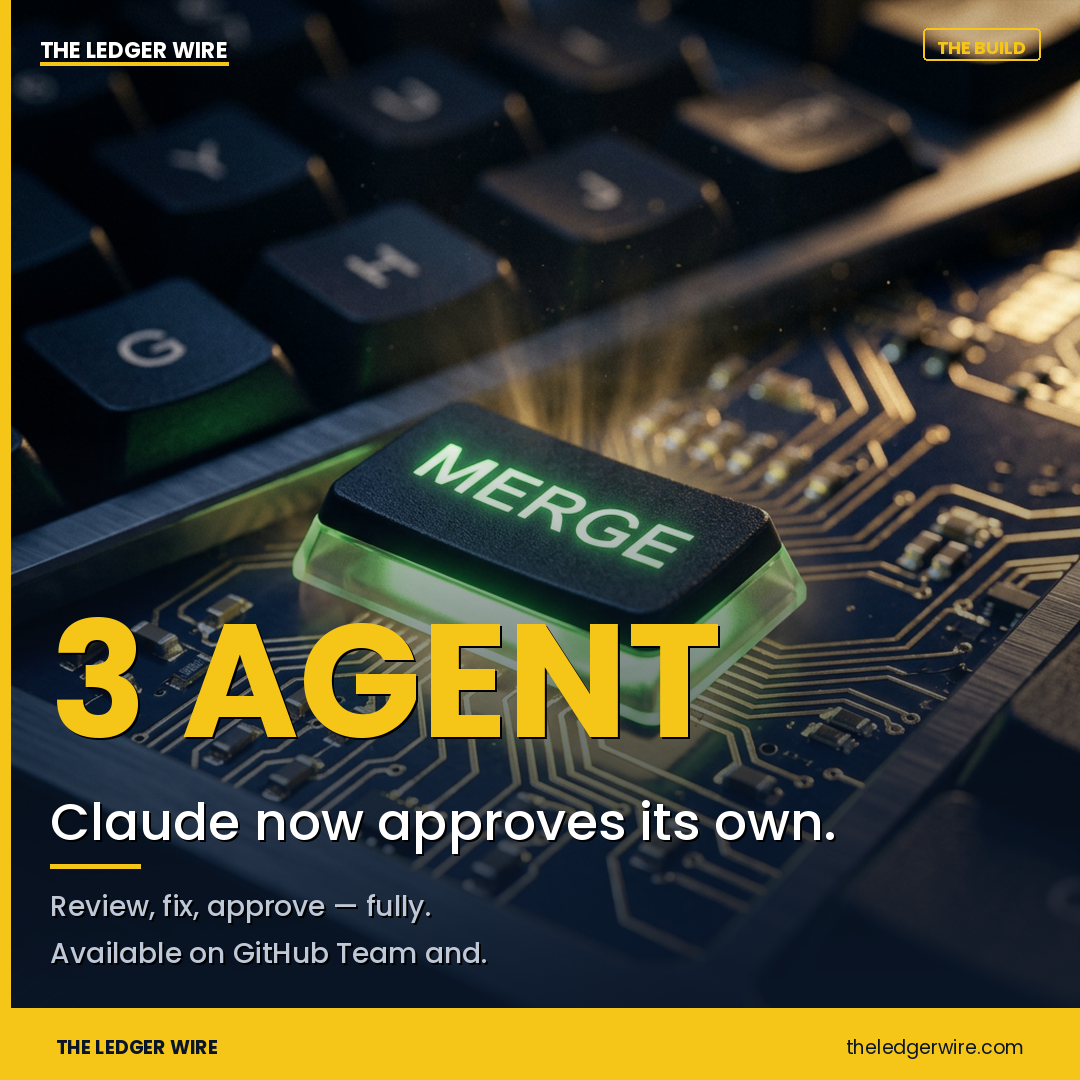 THE LEDGER WIRE
THE BUILD
Y
H
G
MERGE
3 AGENT
Claude now approves its own.
Review, fix, approve — fully.
Available on GitHub Team and.
THE LEDGER WIRE
theledgerwire.com